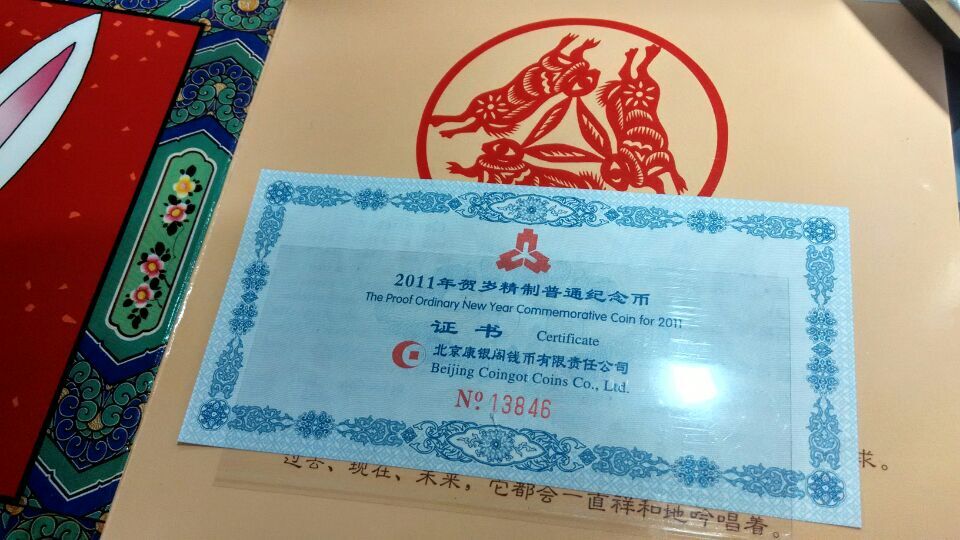 2011年贺岁精制普通纪念币
The Proof Ordinary New Year Commemorative Coin for 2011
证书 Certificate
北京康银阁钱币有限责任公司
Beijing Coingot Coins Co., Ltd.
Nº 13846
求。
过去、现在、未来，它都会一直祥和地吟唱着。